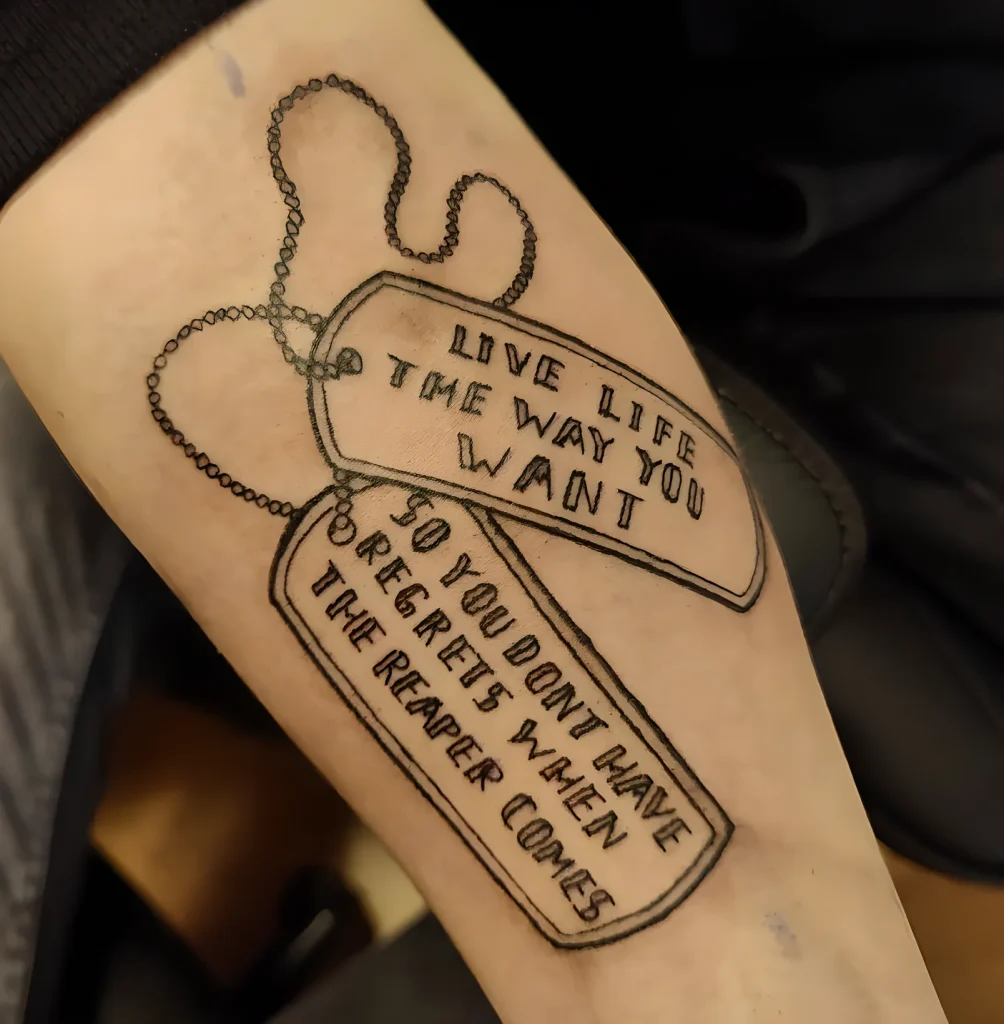 LIVE LIFE
THE WAY YOU
WANT
SO YOU DONT HAVE
REGRETS WHEN
THE REAPER COMES